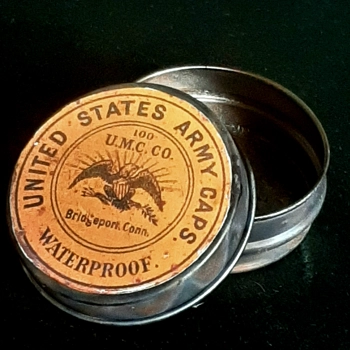 UNITED STATES ARMY CAPS.
100
U.M.C. CO.
Bridgeport, Conn.
WATERPROOF.